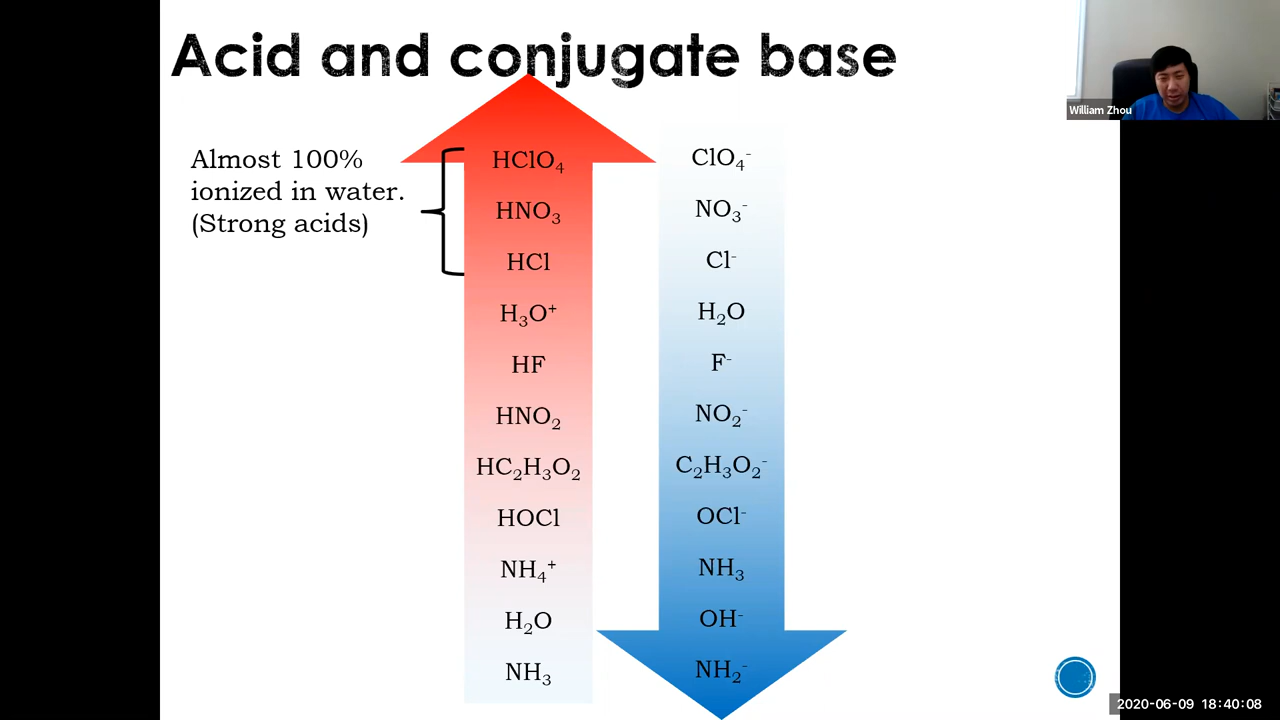 Acid and conjugate base
William Zhou
Almost 100%
ionized in water.
(Strong acids)
HClO₄ ClO₄⁻
HNO₃ NO₃⁻
HCl Cl⁻
H₃O⁺ H₂O
HF F⁻
HNO₂ NO₂⁻
HC₂H₃O₂ C₂H₃O₂⁻
HOCl OCl⁻
NH₄⁺ NH₃
H₂O OH⁻
NH₃ NH₂⁻
2020-06-09 18:40:08